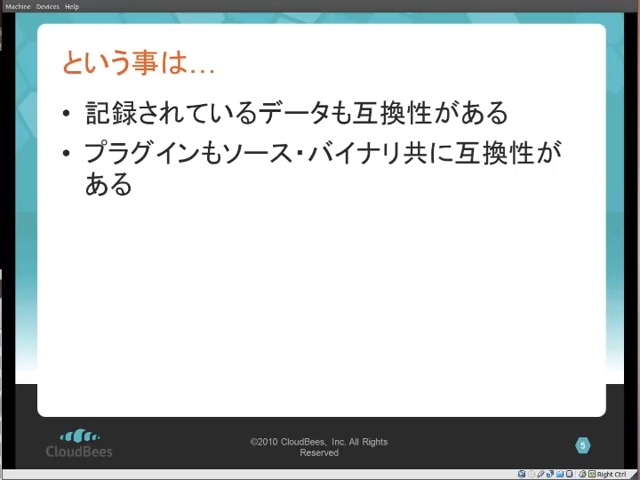 Machine Devices Help
という事は...
• 記録されているデータも互換性がある
• プラグインもソース・バイナリ共に互換性が
ある
CloudBees
©2010 CloudBees, Inc. All Rights
Reserved
5
Right Ctrl